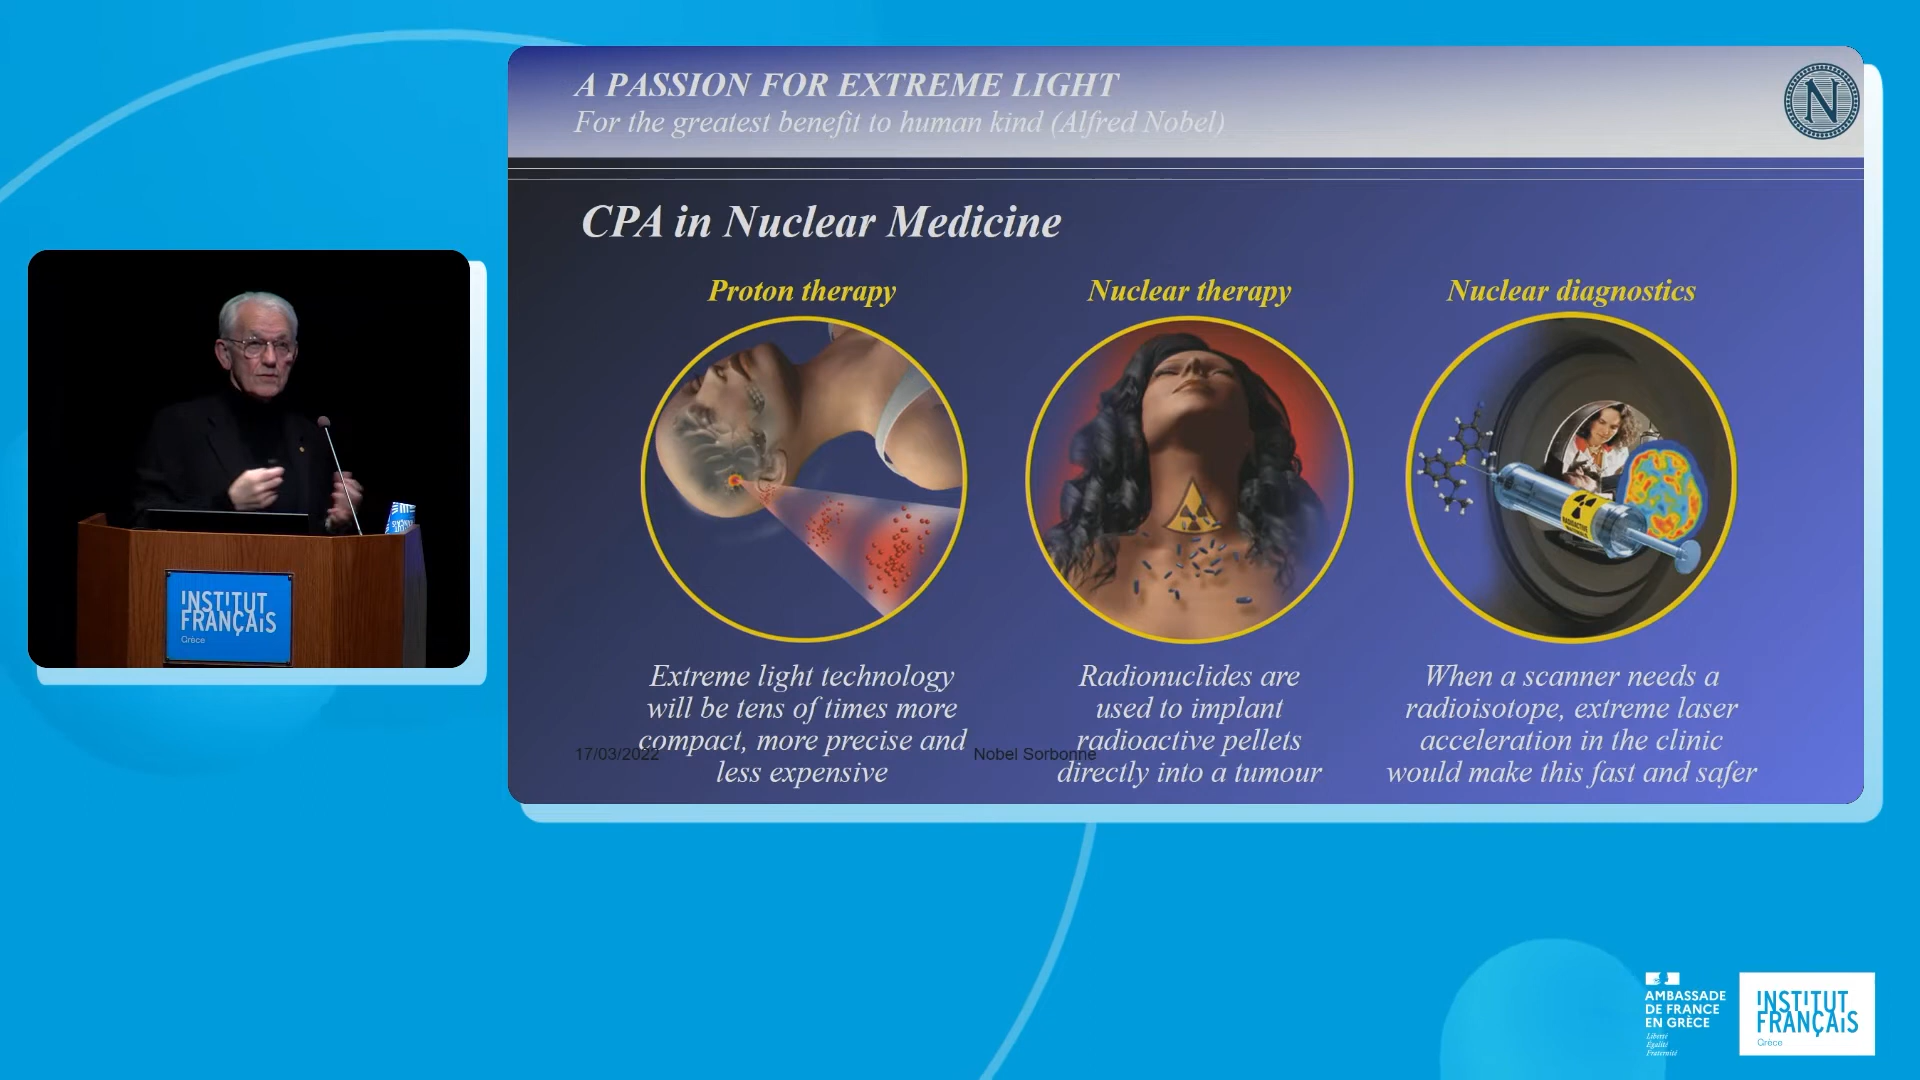 A PASSION FOR EXTREME LIGHT
For the greatest benefit to human kind (Alfred Nobel)
N
CPA in Nuclear Medicine
Proton therapy
Extreme light technology
will be tens of times more
compact, more precise and
less expensive
Nuclear therapy
Radionuclides are
used to implant
radioactive pellets
directly into a tumour
Nuclear diagnostics
RADIOACTIVE
When a scanner needs a
radioisotope, extreme laser
acceleration in the clinic
would make this fast and safer
17/03/2022
Nobel Sorbonne
INSTITUT
FRANÇAIS
Grèce
AMBASSADE
DE FRANCE
EN GRÈCE
Liberté
Égalité
Fraternité
INSTITUT
FRANÇAIS
Grèce